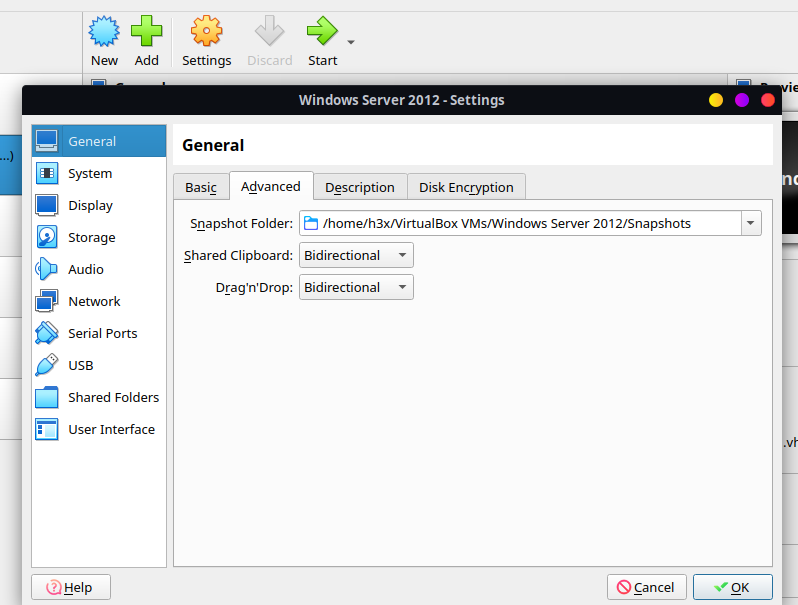 New Add Settings Discard Start
Windows Server 2012 - Settings
...)
General
System
Display
Storage
Audio
Network
Serial Ports
USB
Shared Folders
User Interface
General
Basic Advanced Description Disk Encryption
Snapshot Folder: /home/h3x/VirtualBox VMs/Windows Server 2012/Snapshots
Shared Clipboard: Bidirectional
Drag'n'Drop: Bidirectional
.vh
Help Cancel OK